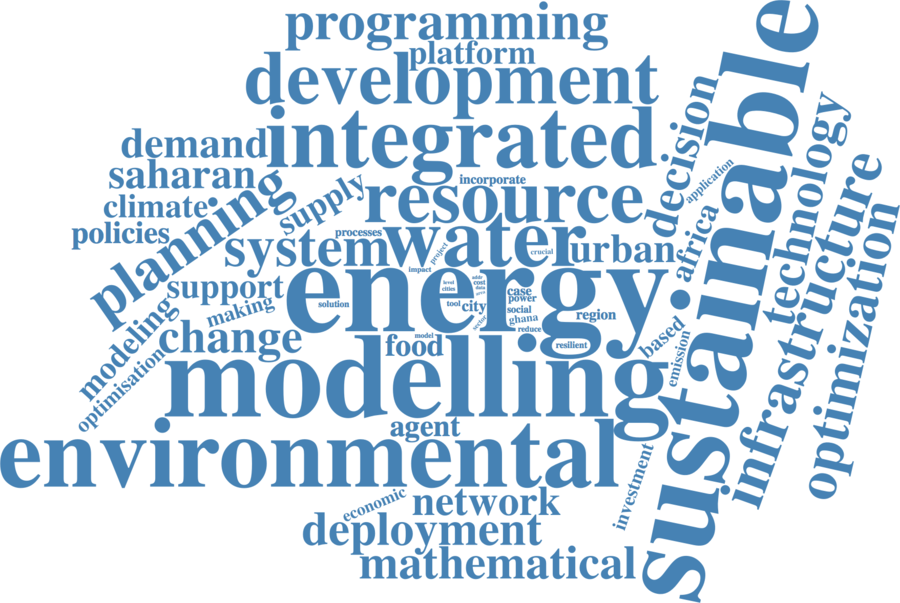 programming
platform
development
integrated
demand
saharan
climate
policies
planning
supply
incorporate
resource
processes
system
water
crucial
urban
project
impact
energy
support
making
solution
level
addr
cost
data
tool
city
case
power
social
ghana
reduce
sector
region
resilient
model
modeling
optimisation
change
food
modelling
agent
environmental
economic
network
deployment
mathematical
investment
emission
based
africa
application
decision
sustainable
technology
infrastructure
optimization